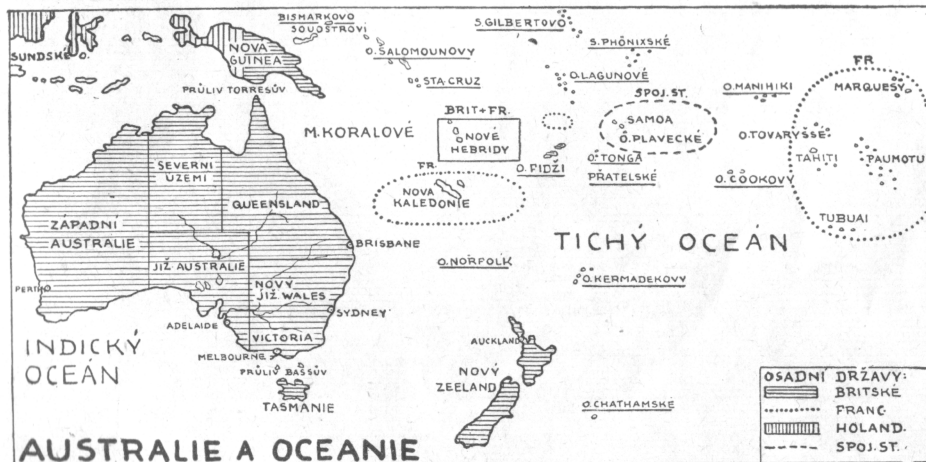 BISMARKOVO
SOUOSTROVÍ
S.GILBERTOVO
S.PHÖNIXSKÉ
SUNDSKÉ O.
NOVÁ
GUINEA
O.ŠALOMOUNOVY
STA.CRUZ
O.LAGUNOVÉ
O.MANIHIKI
FR
MARQUESY
PRŮLIV TORRESŮV
M.KORALOVÉ
BRIT+FR.
NOVÉ
HEBRIDY
SPOJ.ST.
SAMOA
O.PLAVECKÉ
O.TOVARYŠSE
TAHITI
PAUMOTU
O.FIDŽI
O.TONGA
PŘATELSKÉ
O.COOKOVY
TUBUAI
FR.
NOVÁ
KALEDONIE
SEVERNÍ
ÚZEMÍ
QUEENSLAND
ZÁPADNÍ
AUSTRALIE
BRISBANE
TICHÝ OCEÁN
JIŽ AUSTRALIE
O.NORFOLK
O.KERMADEKOVY
PERTH
NOVÝ
JIŽ WALES
SYDNEY
ADELAIDE
VICTORIA
MELBOURNE
INDICKÝ
OCEÁN
PRŮLIV BASSŮV
TASMANIE
AUCKLAND
NOVÝ
ZEELAND
O.CHATHAMSKÉ
OSADNÍ DRŽAVY:
BRITSKÉ
FRANC.
HOLAND.
SPOJ.ST.
AUSTRALIE A OCEANIE